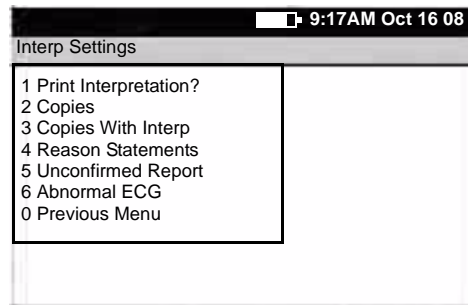 9:17AM Oct 16 08
Interp Settings
1 Print Interpretation?
2 Copies
3 Copies With Interp
4 Reason Statements
5 Unconfirmed Report
6 Abnormal ECG
0 Previous Menu